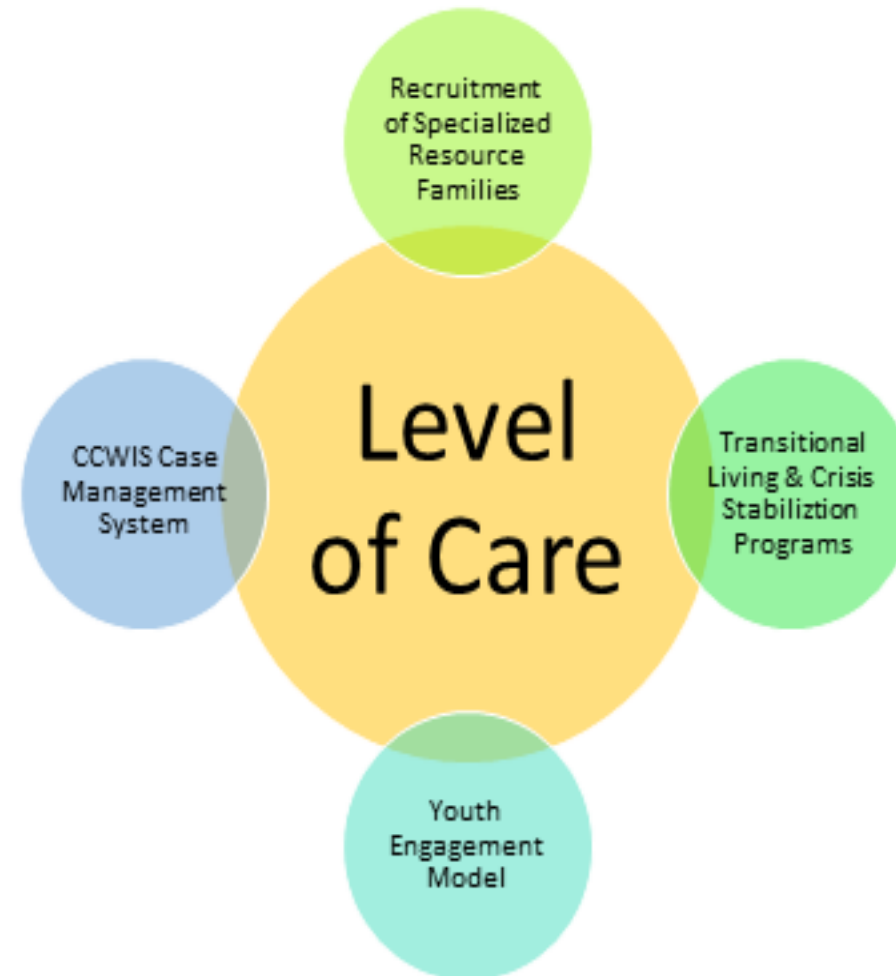 Recruitment
of Specialized
Resource
Families
Level
of Care
CCWIS Case
Management
System
Transitional
Living & Crisis
Stabiliztion
Programs
Youth
Engagement
Model